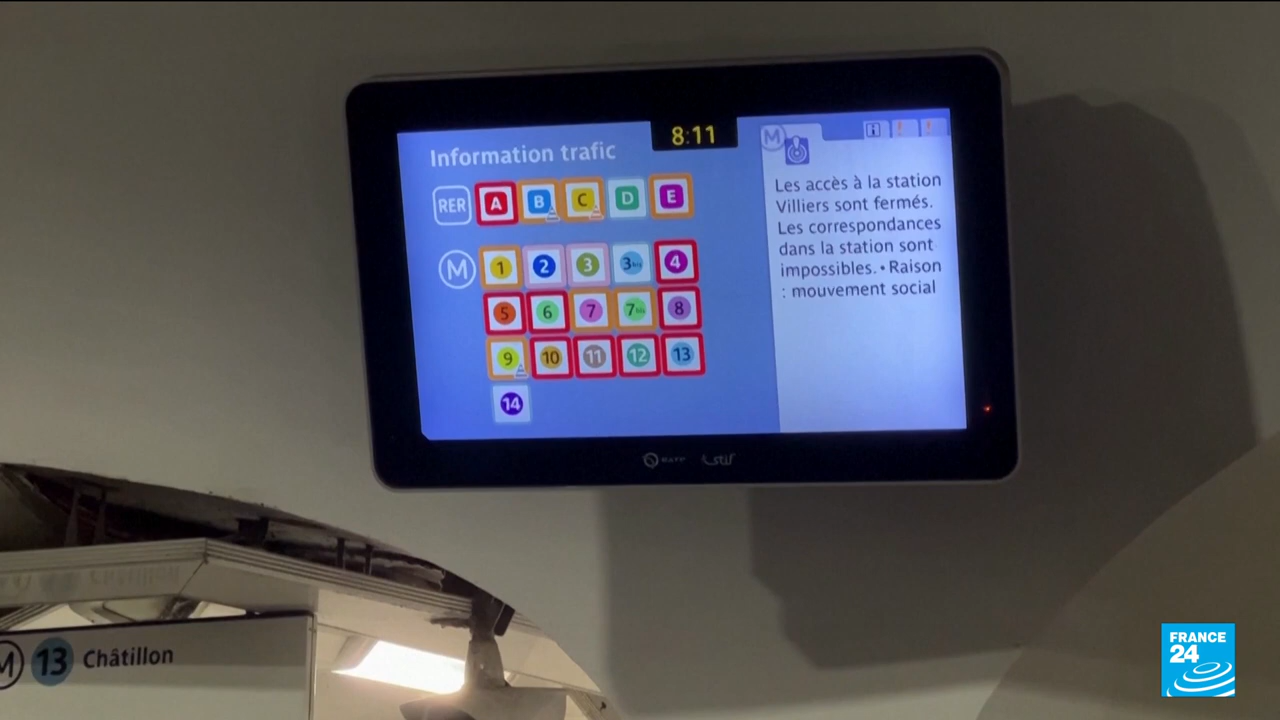 8:11
Information trafic
RER A B C D E
M 1 2 3 3bis 4
5 6 7 7bis 8
9 10 11 12 13
14
M
Les accès à la station
Villiers sont fermés.
Les correspondances
dans la station sont
impossibles. • Raison
: mouvement social
RATP stif
M 13 Châtillon
FRANCE
24